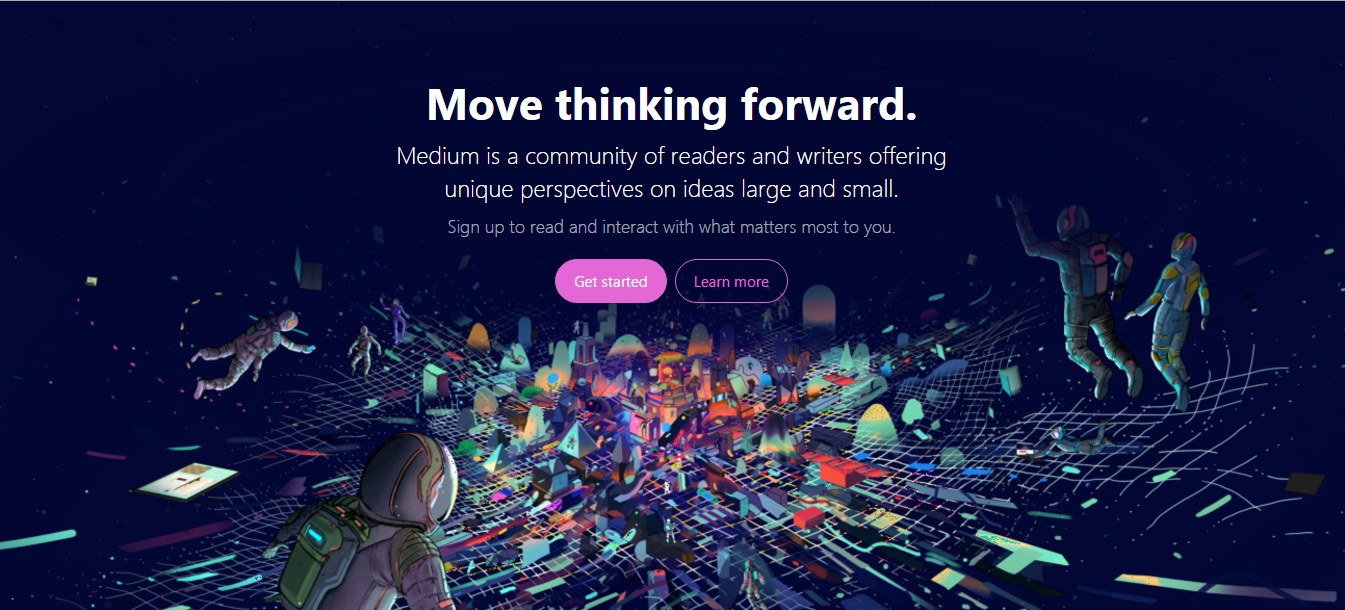 Move thinking forward.
Medium is a community of readers and writers offering
unique perspectives on ideas large and small.
Sign up to read and interact with what matters most to you.
Get started
Learn more